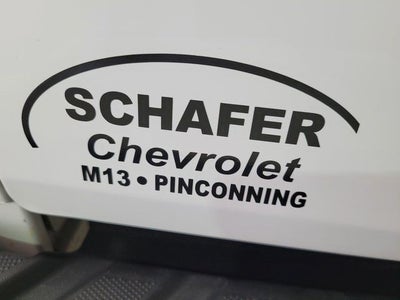 SCHAFER
Chevrolet
M13 • PINCONNING